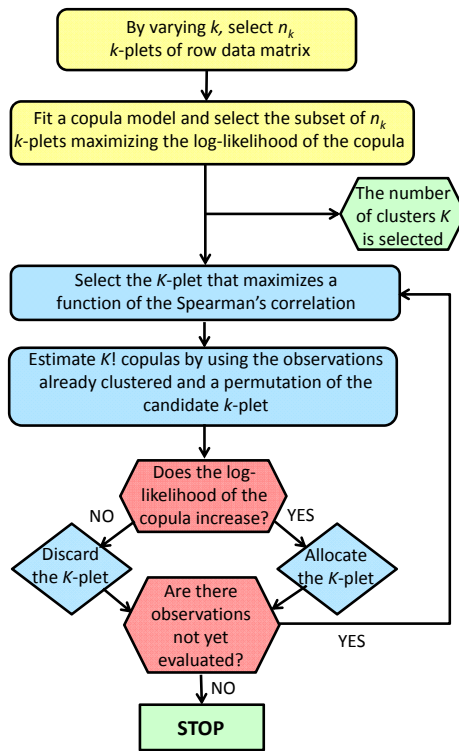 By varying k, select nk
k-plets of row data matrix
Fit a copula model and select the subset of nk
k-plets maximizing the log-likelihood of the copula
The number
of clusters K
is selected
Select the K-plet that maximizes a
function of the Spearman's correlation
Estimate K! copulas by using the observations
already clustered and a permutation of the
candidate k-plet
Does the log-
likelihood of the
copula increase?
NO
YES
Discard
the K-plet
Allocate
the K-plet
Are there
observations
not yet
evaluated?
YES
NO
STOP